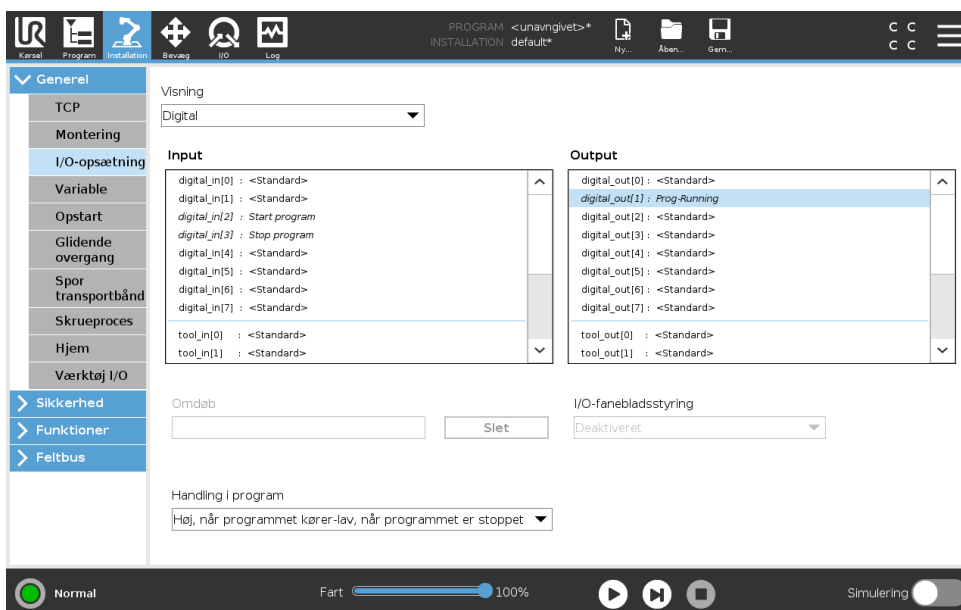 PROGRAM <unavngivet>*
INSTALLATION default*
UR
Kørsel
Program
Installation
Bevæg
I/O
Log
Ny...
Åben...
Gem...
C C
C C
Generel
TCP
Montering
I/O-opsætning
Variable
Opstart
Glidende
overgang
Spor
transportbånd
Skrueproces
Hjem
Værktøj I/O
Sikkerhed
Funktioner
Feltbus
Visning
Digital
Input
digital_in[0] : <Standard>
digital_in[1] : <Standard>
digital_in[2] : Start program
digital_in[3] : Stop program
digital_in[4] : <Standard>
digital_in[5] : <Standard>
digital_in[6] : <Standard>
digital_in[7] : <Standard>
tool_in[0] : <Standard>
tool_in[1] : <Standard>
Output
digital_out[0] : <Standard>
digital_out[1] : Prog-Running
digital_out[2] : <Standard>
digital_out[3] : <Standard>
digital_out[4] : <Standard>
digital_out[5] : <Standard>
digital_out[6] : <Standard>
digital_out[7] : <Standard>
tool_out[0] : <Standard>
tool_out[1] : <Standard>
Omdøb
Slet
I/O-fanebladsstyring
Deaktiveret
Handling i program
Høj, når programmet kører-lav, når programmet er stoppet
Normal
Fart
100%
Simulering